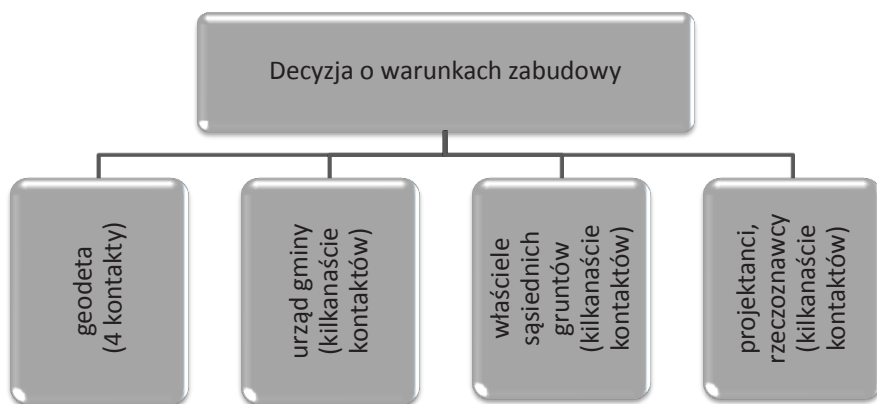 Decyzja o warunkach zabudowy
geodeta
(4 kontakty)
urząd gminy
(kilkanaście
kontaktów)
właściele
sąsiednich
gruntów
(kilkanaście
kontaktów)
projektanci,
rzeczoznawcy
(kilkanaście
kontaktów)